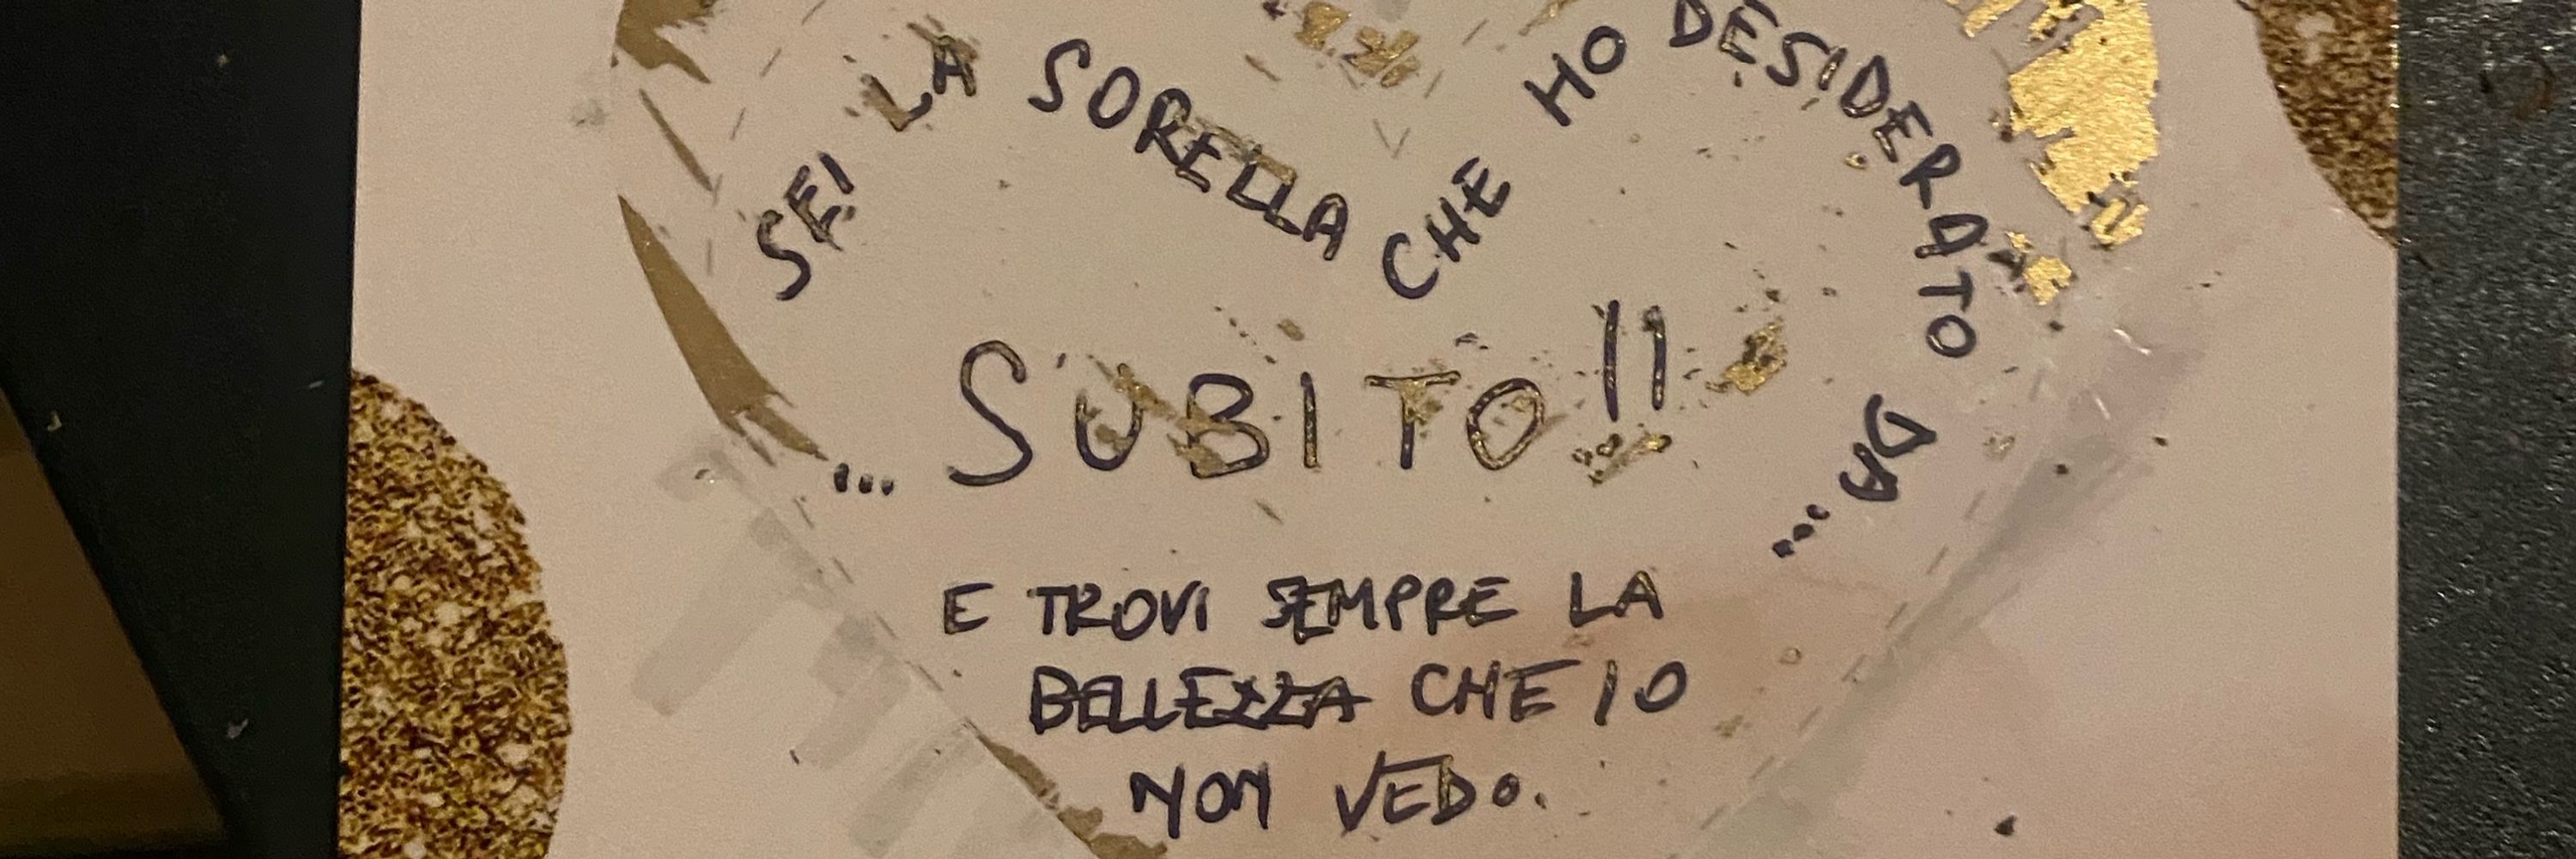 SEI LA SORELLA CHE HO DESIDERATO DA...
...SUBITO!!
E TROVI SEMPRE LA
BELLEZZA CHE IO
NON VEDO.